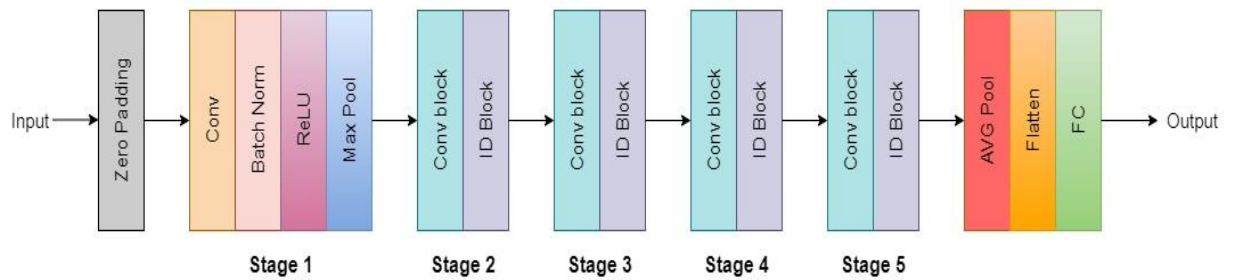 Input
Zero Padding
Conv
Batch Norm
ReLU
Max Pool
Stage 1
Conv block
ID Block
Stage 2
Conv block
ID Block
Stage 3
Conv block
ID Block
Stage 4
Conv block
ID Block
Stage 5
AVG Pool
Flatten
FC
Output